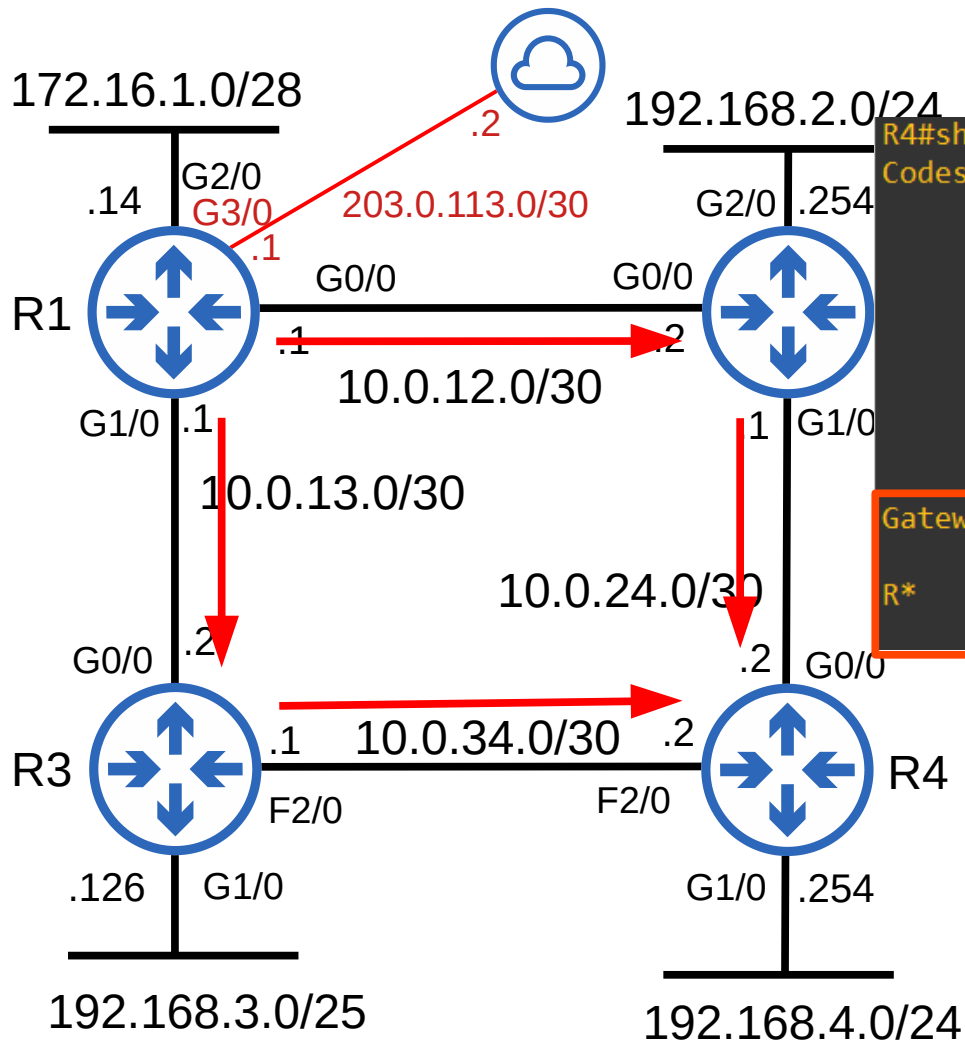 172.16.1.0/28
.2
192.168.2.0/24
R4#sh
Codes
G2/0
.14
G3/0
.1
203.0.113.0/30
G2/0
.254
G0/0
G0/0
R1
.1
.2
10.0.12.0/30
G1/0
.1
.1
G1/0
10.0.13.0/30
Gatew
10.0.24.0/30
R*
.2
G0/0
.2
G0/0
.1
10.0.34.0/30
.2
R3
R4
F2/0
F2/0
.126
G1/0
G1/0
.254
192.168.3.0/25
192.168.4.0/24